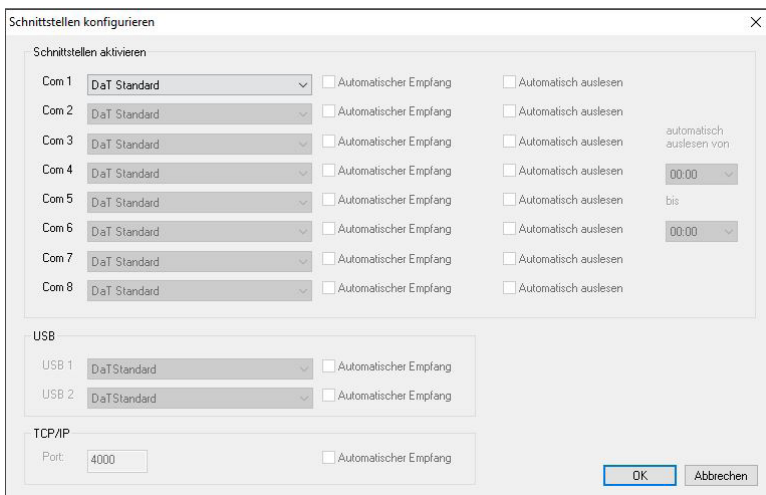 Schnittstellen konfigurieren
Schnittstellen aktivieren
Com 1 DaT Standard Automatischer Empfang Automatisch auslesen
Com 2 DaT Standard Automatischer Empfang Automatisch auslesen
Com 3 DaT Standard Automatischer Empfang Automatisch auslesen
automatisch
auslesen von
Com 4 DaT Standard Automatischer Empfang Automatisch auslesen 00:00
Com 5 DaT Standard Automatischer Empfang Automatisch auslesen bis
Com 6 DaT Standard Automatischer Empfang Automatisch auslesen 00:00
Com 7 DaT Standard Automatischer Empfang Automatisch auslesen
Com 8 DaT Standard Automatischer Empfang Automatisch auslesen
USB
USB 1 DaTStandard Automatischer Empfang
USB 2 DaTStandard Automatischer Empfang
TCP/IP
Port: 4000 Automatischer Empfang
OK Abbrechen